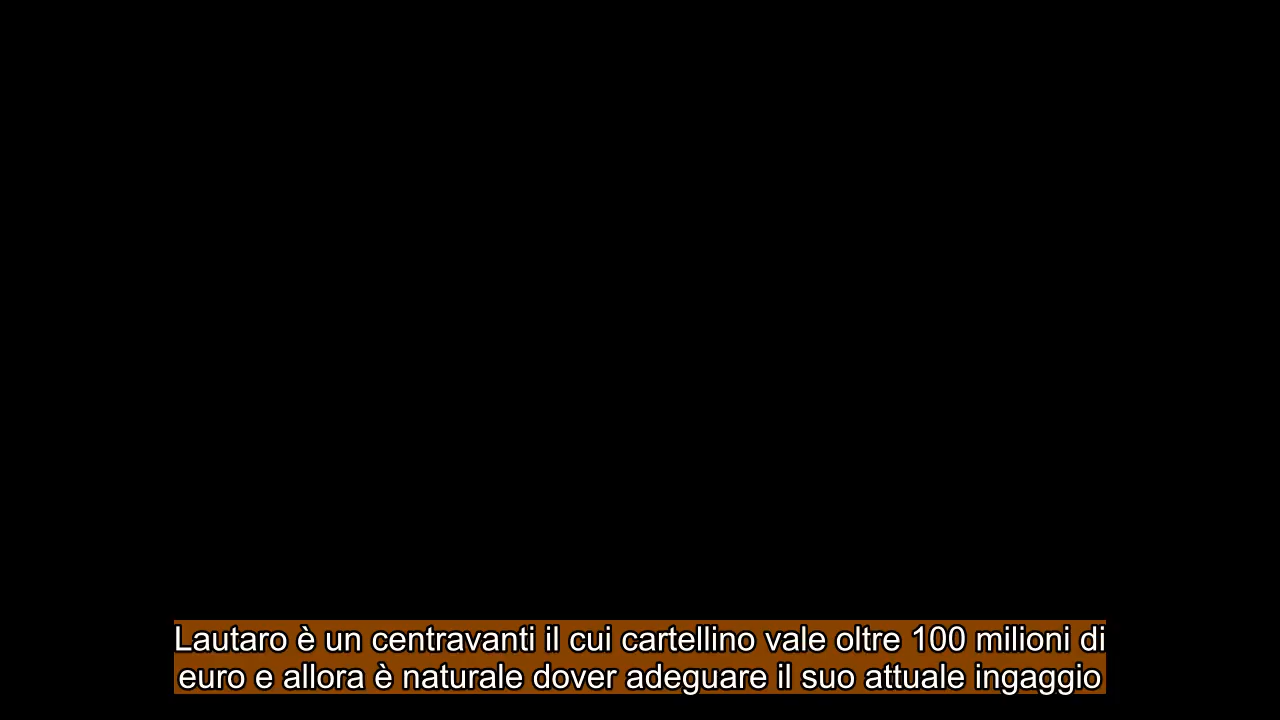 Lautaro è un centravanti il cui cartellino vale oltre 100 milioni di
euro e allora è naturale dover adeguare il suo attuale ingaggio